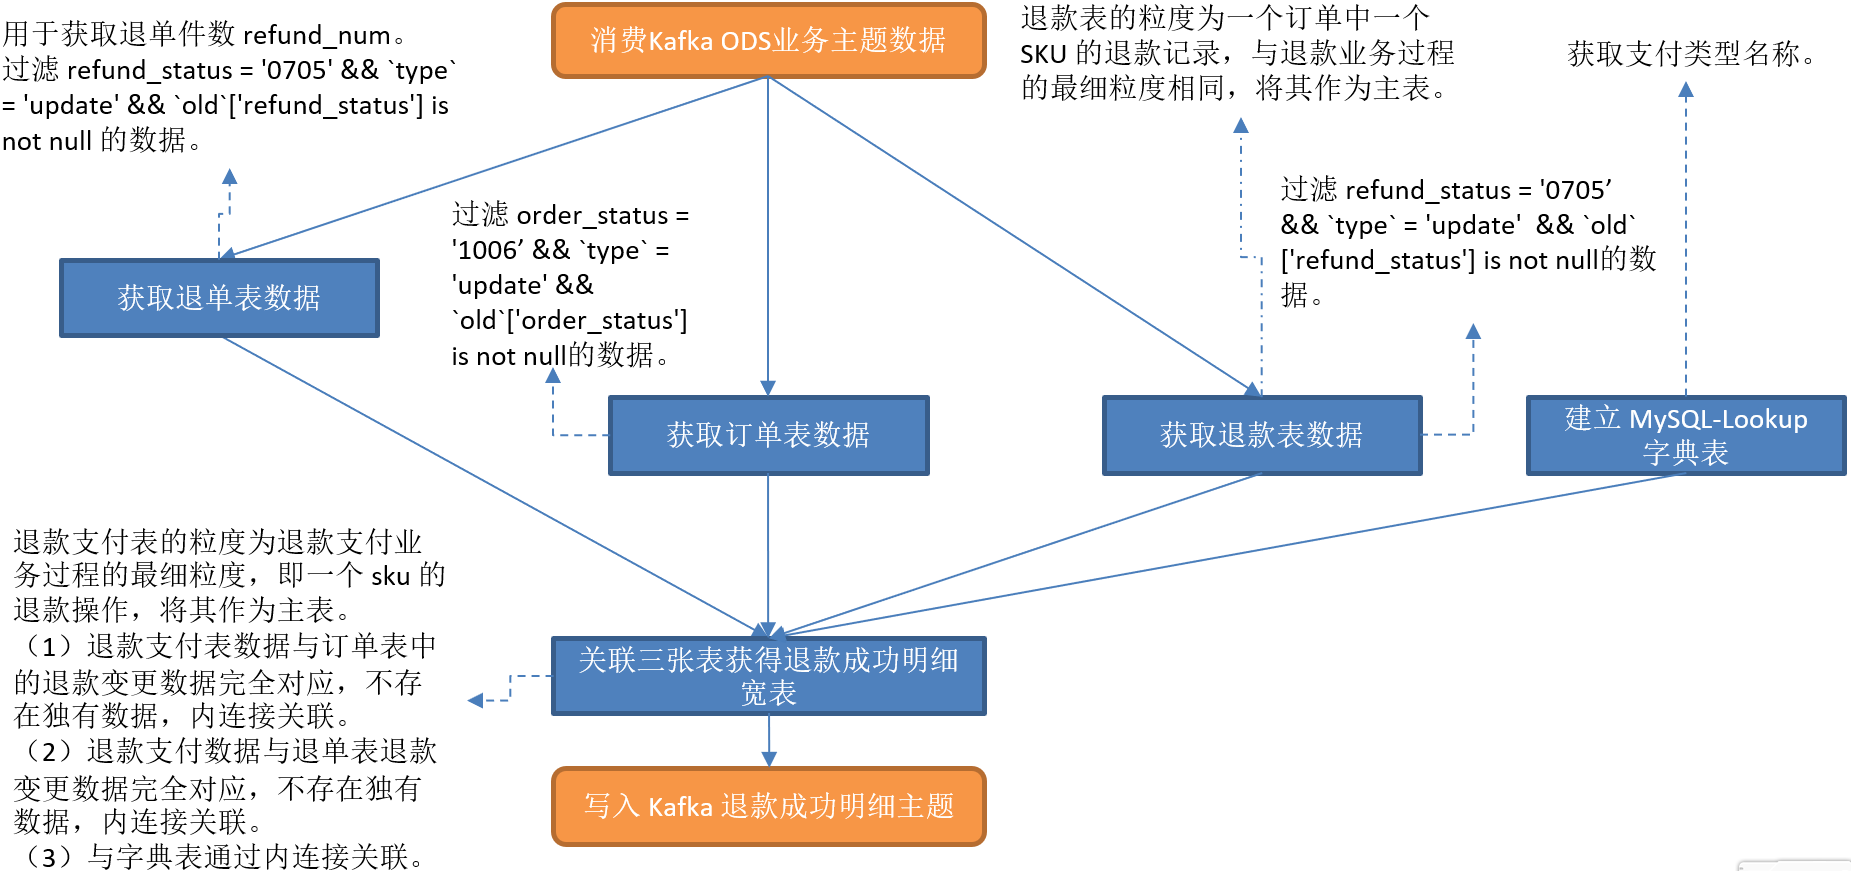 用于获取退单件数 refund_num。
过滤 refund_status = '0705' && `type`
= 'update' && `old`['refund_status'] is
not null 的数据。
消费Kafka ODS业务主题数据
退款表的粒度为一个订单中一个
SKU 的退款记录，与退款业务过程
的最细粒度相同，将其作为主表。
获取支付类型名称。
过滤 order_status =
'1006’ && `type` =
'update' &&
`old`['order_status']
is not null的数据。
过滤 refund_status = '0705’
&& `type` = 'update'  && `old`
['refund_status'] is not null的数
据。
获取退单表数据
获取订单表数据
获取退款表数据
建立 MySQL-Lookup
字典表
退款支付表的粒度为退款支付业
务过程的最细粒度，即一个 sku 的
退款操作，将其作为主表。
（1）退款支付表数据与订单表中
的退款变更数据完全对应，不存
在独有数据，内连接关联。
（2）退款支付数据与退单表退款
变更数据完全对应，不存在独有
数据，内连接关联。
（3）与字典表通过内连接关联。
关联三张表获得退款成功明细
宽表
写入 Kafka 退款成功明细主题